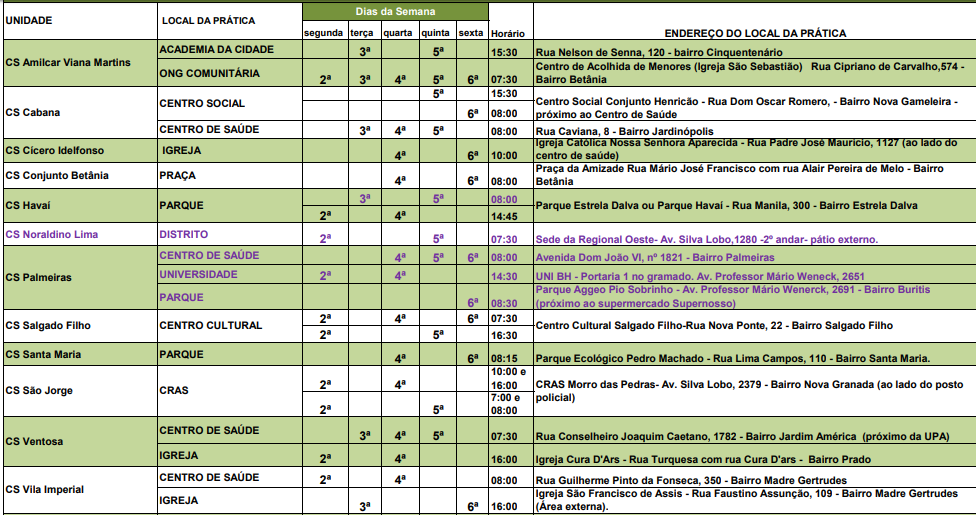 Dias da Semana
UNIDADE LOCAL DA PRÁTICA segunda terça quarta quinta sexta Horário ENDEREÇO DO LOCAL DA PRÁTICA
CS Amilcar Viana Martins
ACADEMIA DA CIDADE 3ª 5ª 15:30 Rua Nelson de Senna, 120 - bairro Cinquentenário
ONG COMUNITÁRIA 2ª 3ª 4ª 5ª 6ª 07:30 Centro de Acolhida de Menores (Igreja São Sebastião) Rua Cipriano de Carvalho,574 -
Bairro Betânia
CS Cabana
CENTRO SOCIAL 5ª 15:30
6ª 08:00
Centro Social Conjunto Henricão - Rua Dom Oscar Romero, - Bairro Nova Gameleira -
próximo ao Centro de Saúde
CENTRO DE SAÚDE 3ª 4ª 5ª 08:00 Rua Caviana, 8 - Bairro Jardinópolis
CS Cícero Idelfonso IGREJA 4ª 6ª 10:00 Igreja Católica Nossa Senhora Aparecida - Rua Padre José Mauricio, 1127 (ao lado do
centro de saúde)
CS Conjunto Betânia PRAÇA 4ª 6ª 08:00 Praça da Amizade Rua Mário José Francisco com rua Alair Pereira de Melo - Bairro
Betânia
CS Havaí PARQUE 3ª 5ª 08:00
2ª 4ª 14:45
Parque Estrela Dalva ou Parque Havaí - Rua Manila, 300 - Bairro Estrela Dalva
CS Noraldino Lima DISTRITO 2ª 5ª 07:30 Sede da Regional Oeste- Av. Silva Lobo,1280 -2º andar- pátio externo.
CS Palmeiras
CENTRO DE SAÚDE 4ª 5ª 6ª 08:00 Avenida Dom João VI, nº 1821 - Bairro Palmeiras
UNIVERSIDADE 2ª 4ª 14:30 UNI BH - Portaria 1 no gramado. Av. Professor Mário Weneck, 2651
PARQUE 6ª 08:30 Parque Aggeo Pio Sobrinho - Av. Professor Mário Wenerck, 2691 - Bairro Buritis
(próximo ao supermercado Supernosso)
CS Salgado Filho CENTRO CULTURAL 2ª 4ª 6ª 07:30
2ª 5ª 16:30
Centro Cultural Salgado Filho-Rua Nova Ponte, 22 - Bairro Salgado Filho
CS Santa Maria PARQUE 4ª 6ª 08:15 Parque Ecológico Pedro Machado - Rua Lima Campos, 110 - Bairro Santa Maria.
CS São Jorge CRAS 2ª 4ª 10:00 e
16:00
2ª 5ª 7:00 e
08:00
CRAS Morro das Pedras- Av. Silva Lobo, 2379 - Bairro Nova Granada (ao lado do posto
policial)
CS Ventosa
CENTRO DE SAÚDE 3ª 4ª 5ª 07:30 Rua Conselheiro Joaquim Caetano, 1782 - Bairro Jardim América (próximo da UPA)
IGREJA 2ª 4ª 16:00 Igreja Cura D'Ars - Rua Turquesa com rua Cura D'ars - Bairro Prado
CS Vila Imperial
CENTRO DE SAÚDE 2ª 4ª 08:00 Rua Guilherme Pinto da Fonseca, 350 - Bairro Madre Gertrudes
IGREJA 3ª 6ª 16:00 Igreja São Francisco de Assis - Rua Faustino Assunção, 109 - Bairro Madre Gertrudes
(Área externa).